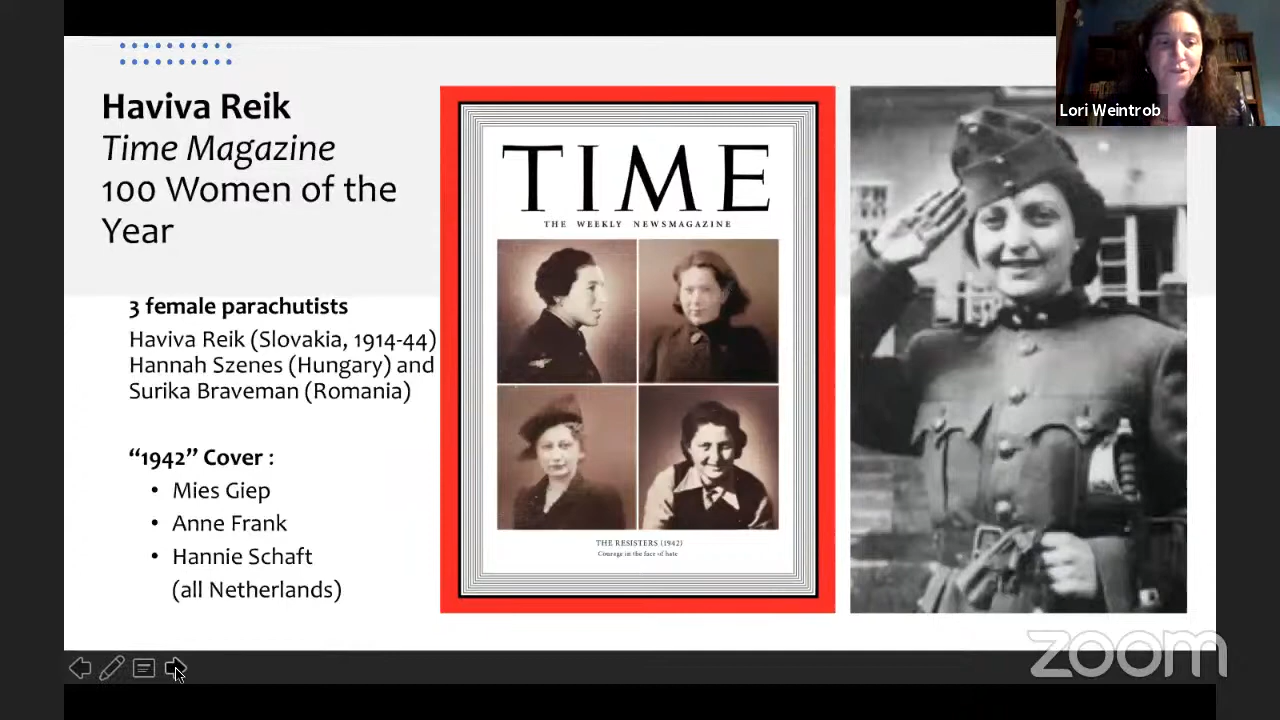 Haviva Reik
Time Magazine
100 Women of the
Year
3 female parachutists
Haviva Reik (Slovakia, 1914-44)
Hannah Szenes (Hungary) and
Surika Braveman (Romania)
“1942” Cover :
• Mies Giep
• Anne Frank
• Hannie Schaft
(all Netherlands)
TIME
THE WEEKLY NEWSMAGAZINE
THE RESISTERS (1942)
Courage in the face of hate
Lori Weintrob
zoom